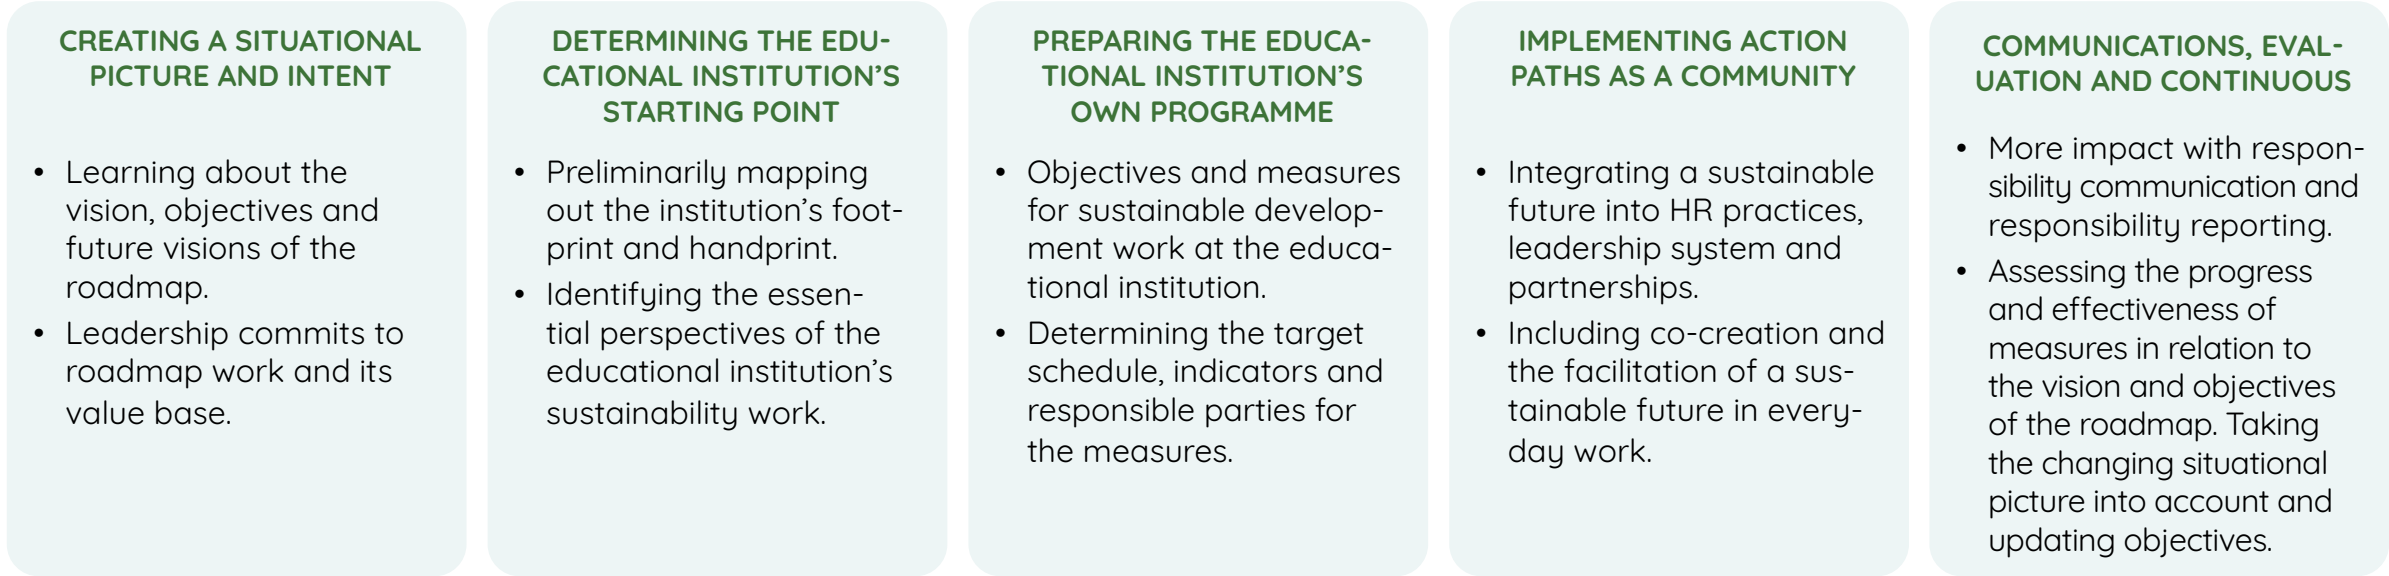 CREATING A SITUATIONAL
PICTURE AND INTENT
• Learning about the
vision, objectives and
future visions of the
roadmap.
• Leadership commits to
roadmap work and its
value base.
DETERMINING THE EDU-
CATIONAL INSTITUTION’S
STARTING POINT
• Preliminarily mapping
out the institution’s foot-
print and handprint.
• Identifying the essen-
tial perspectives of the
educational institution’s
sustainability work.
PREPARING THE EDUCA-
TIONAL INSTITUTION’S
OWN PROGRAMME
• Objectives and measures
for sustainable develop-
ment work at the educa-
tional institution.
• Determining the target
schedule, indicators and
responsible parties for
the measures.
IMPLEMENTING ACTION
PATHS AS A COMMUNITY
• Integrating a sustainable
future into HR practices,
leadership system and
partnerships.
• Including co-creation and
the facilitation of a sus-
tainable future in every-
day work.
COMMUNICATIONS, EVAL-
UATION AND CONTINUOUS
• More impact with respon-
sibility communication and
responsibility reporting.
• Assessing the progress
and effectiveness of
measures in relation to
the vision and objectives
of the roadmap. Taking
the changing situational
picture into account and
updating objectives.